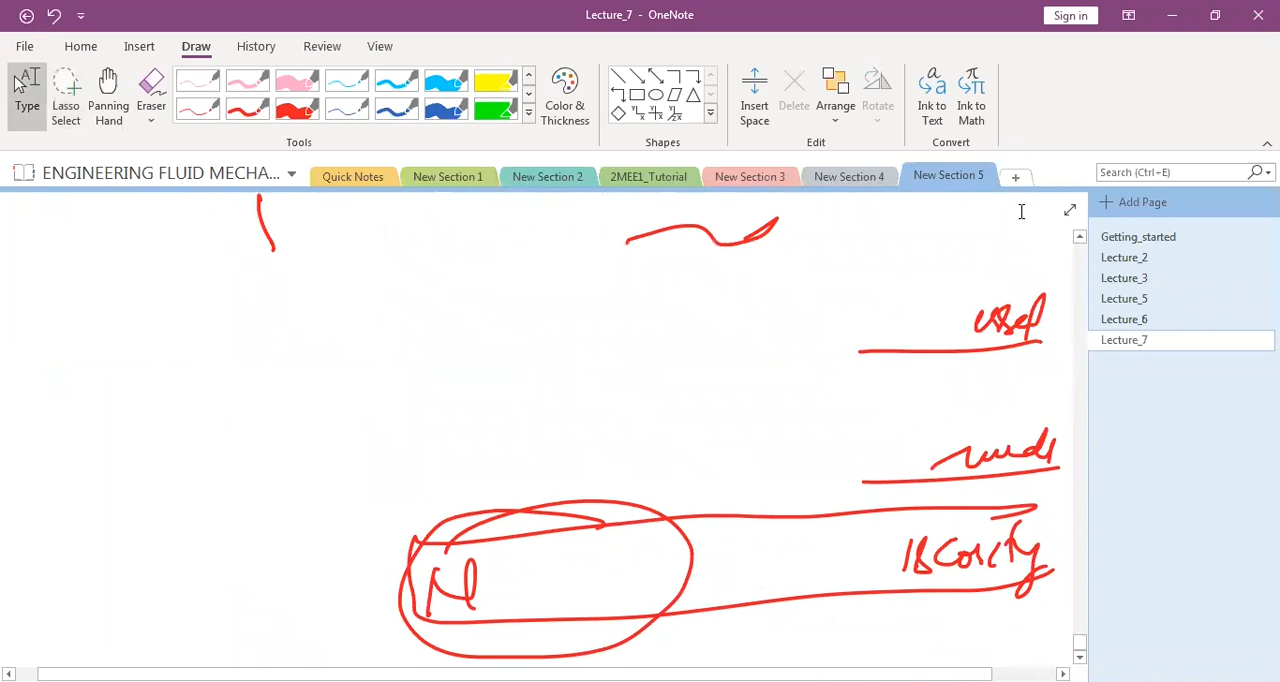 Lecture_7 - OneNote
Sign in
File Home Insert Draw History Review View
Type
Lasso Select
Panning Hand
Eraser
Color & Thickness
Insert Space
Delete
Arrange
Rotate
Ink to Text
Ink to Math
Tools Shapes Edit Convert
ENGINEERING FLUID MECHA...
Quick Notes New Section 1 New Section 2 2MEE1_Tutorial New Section 3 New Section 4 New Section 5
Search (Ctrl+E)
Add Page
Getting_started
Lecture_2
Lecture_3
Lecture_5
Lecture_6
Lecture_7